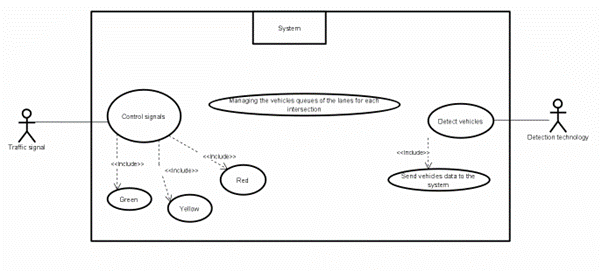 System
Managing the vehicles queues of the lanes for each
intersection
Control signals
Detect vehicles
Traffic signal
Detection technology
<<Include>>
<<Include>>
<<Include>>
<<Include>>
Red
Send vehicles data to the
system
Green
Yellow